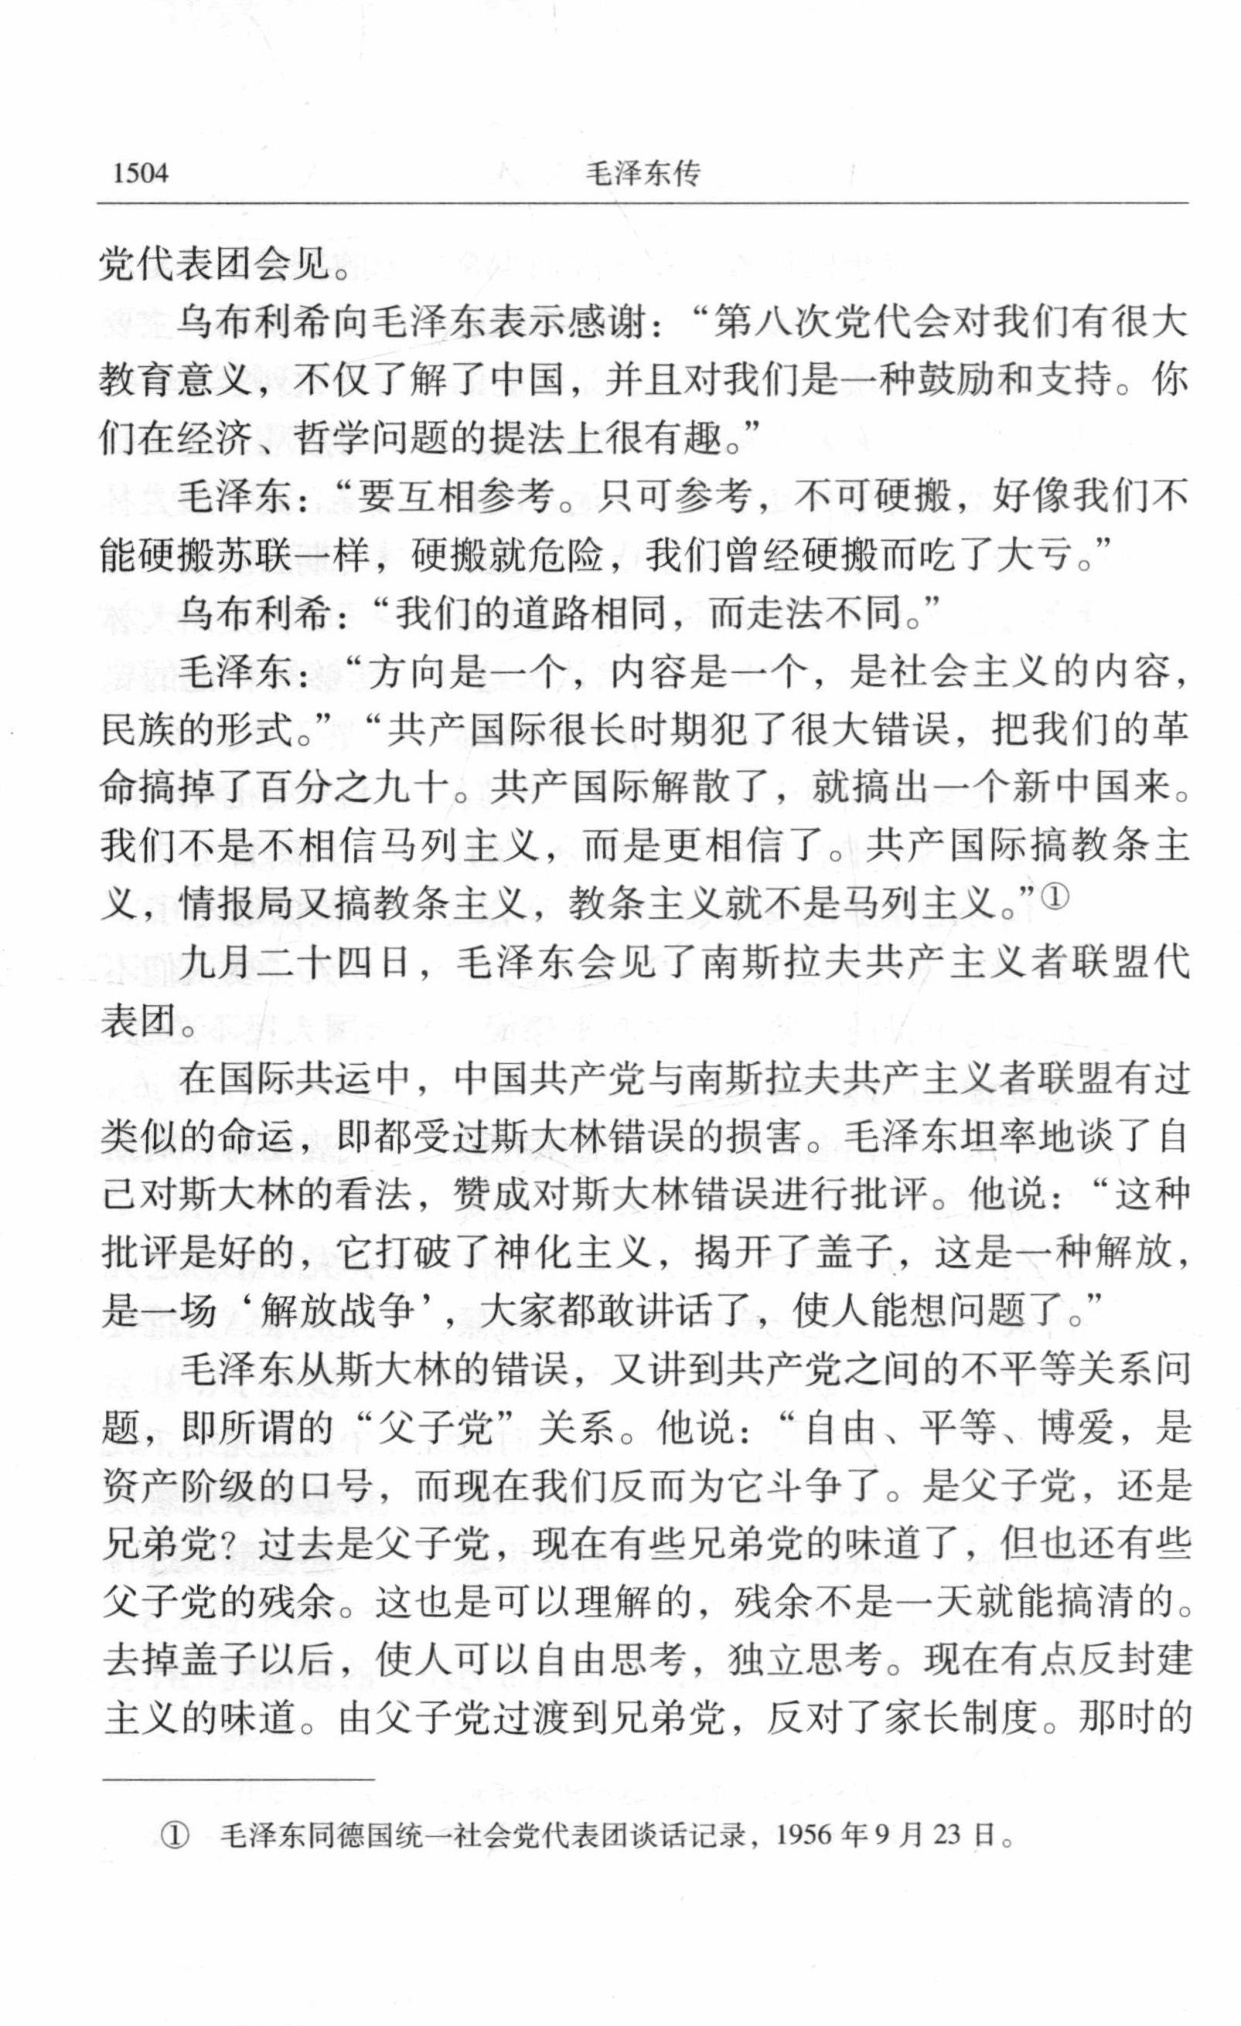 1504
毛泽东传
党代表团会见。
乌布利希向毛泽东表示感谢：“第八次党代会对我们有很大
教育意义，不仅了解了中国，并且对我们是一种鼓励和支持。你
们在经济、哲学问题的提法上很有趣。”
毛泽东：“要互相参考。只可参考，不可硬搬，好像我们不
能硬搬苏联一样，硬搬就危险，我们曾经硬搬而吃了大亏。”
乌布利希：“我们的道路相同，而走法不同。”
毛泽东：“方向是一个，内容是一个，是社会主义的内容，
民族的形式。”“共产国际很长时期犯了很大错误，把我们的革
命搞掉了百分之九十。共产国际解散了，就搞出一个新中国来。
我们不是不相信马列主义，而是更相信了。共产国际搞教条主
义，情报局又搞教条主义，教条主义就不是马列主义。”①
九月二十四日，毛泽东会见了南斯拉夫共产主义者联盟代
表团。
在国际共运中，中国共产党与南斯拉夫共产主义者联盟有过
类似的命运，即都受过斯大林错误的损害。毛泽东坦率地谈了自
己对斯大林的看法，赞成对斯大林错误进行批评。他说：“这种
批评是好的，它打破了神化主义，揭开了盖子，这是一种解放，
是一场‘解放战争’，大家都敢讲话了，使人能想问题了。”
毛泽东从斯大林的错误，又讲到共产党之间的不平等关系问
题，即所谓的“父子党”关系。他说：“自由、平等、博爱，是
资产阶级的口号，而现在我们反而为它斗争了。是父子党，还是
兄弟党？过去是父子党，现在有些兄弟党的味道了，但也还有些
父子党的残余。这也是可以理解的，残余不是一天就能搞清的。
去掉盖子以后，使人可以自由思考，独立思考。现在有点反封建
主义的味道。由父子党过渡到兄弟党，反对了家长制度。那时的
① 毛泽东同德国统一社会党代表团谈话记录，1956年9月23日。